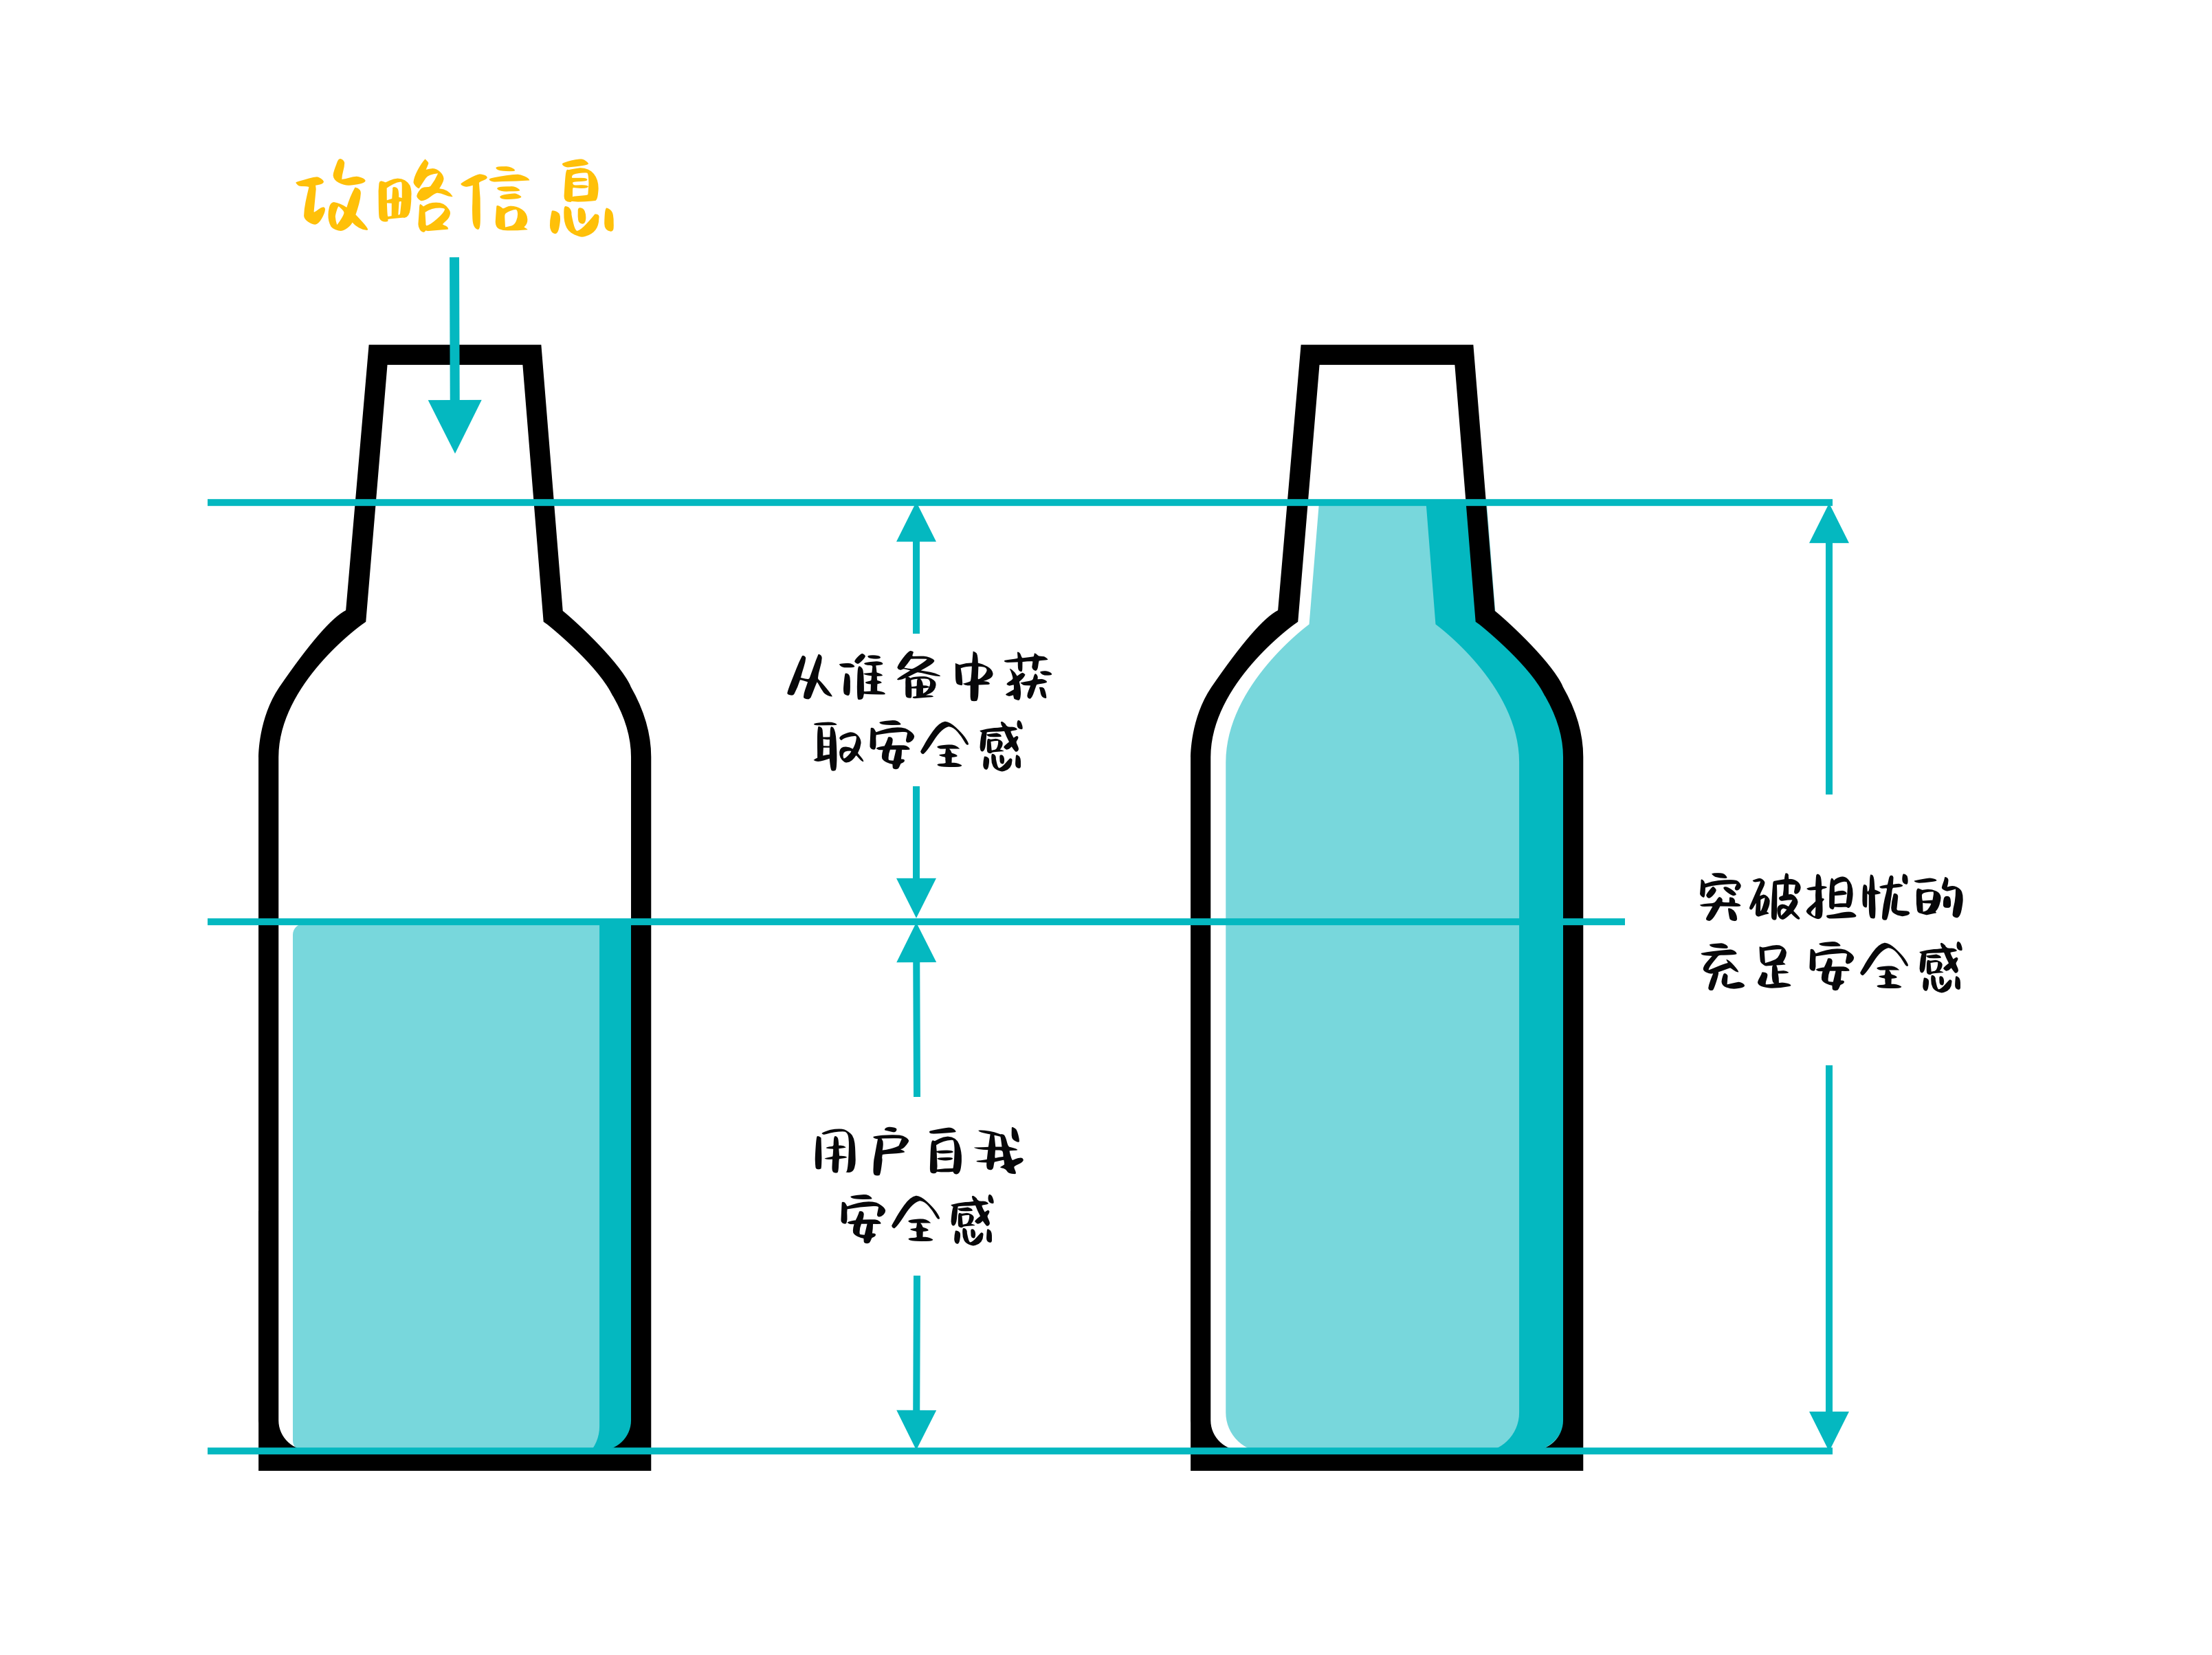 攻略信息
从准备中获
取安全感
突破担忧的
充足安全感
用户自我
安全感